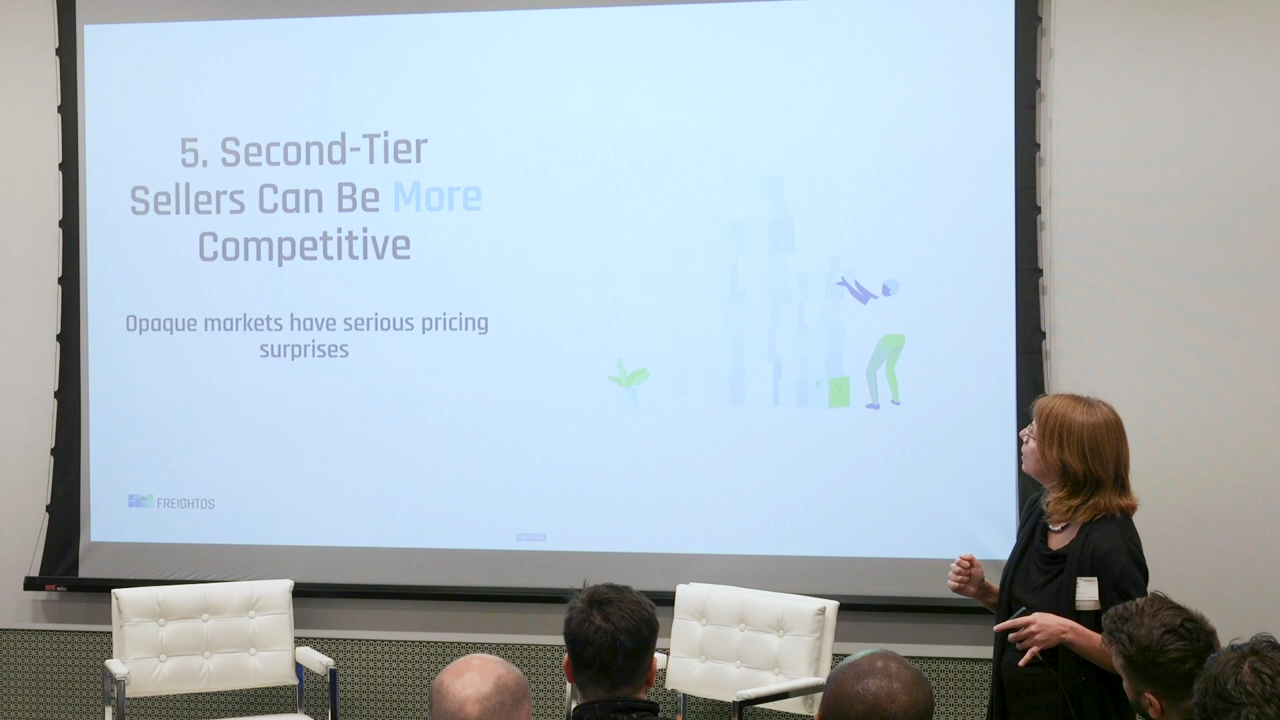 5. Second-Tier
Sellers Can Be More
Competitive
Opaque markets have serious pricing
surprises
FREIGHTOS